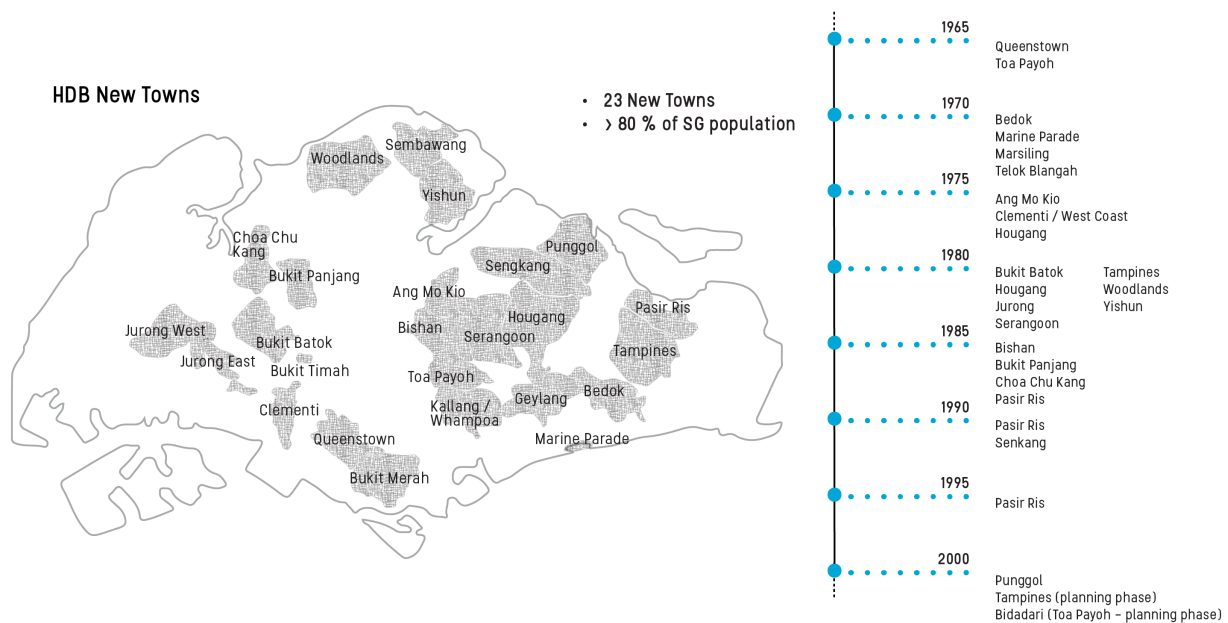 HDB New Towns
• 23 New Towns
• > 80 % of SG population
Woodlands
Sembawang
Yishun
Choa Chu
Kang
Bukit Panjang
Punggol
Sengkang
Ang Mo Kio
Pasir Ris
Hougang
Bishan
Serangoon
Jurong West
Bukit Batok
Tampines
Jurong East
Bukit Timah
Toa Payoh
Bedok
Geylang
Kallang /
Whampoa
Clementi
Queenstown
Marine Parade
Bukit Merah
1965
Queenstown
Toa Payoh
1970
Bedok
Marine Parade
Marsiling
Telok Blangah
1975
Ang Mo Kio
Clementi / West Coast
Hougang
1980
Bukit Batok
Hougang
Jurong
Serangoon
Tampines
Woodlands
Yishun
1985
Bishan
Bukit Panjang
Choa Chu Kang
Pasir Ris
1990
Pasir Ris
Senkang
1995
Pasir Ris
2000
Punggol
Tampines (planning phase)
Bidadari (Toa Payoh – planning phase)